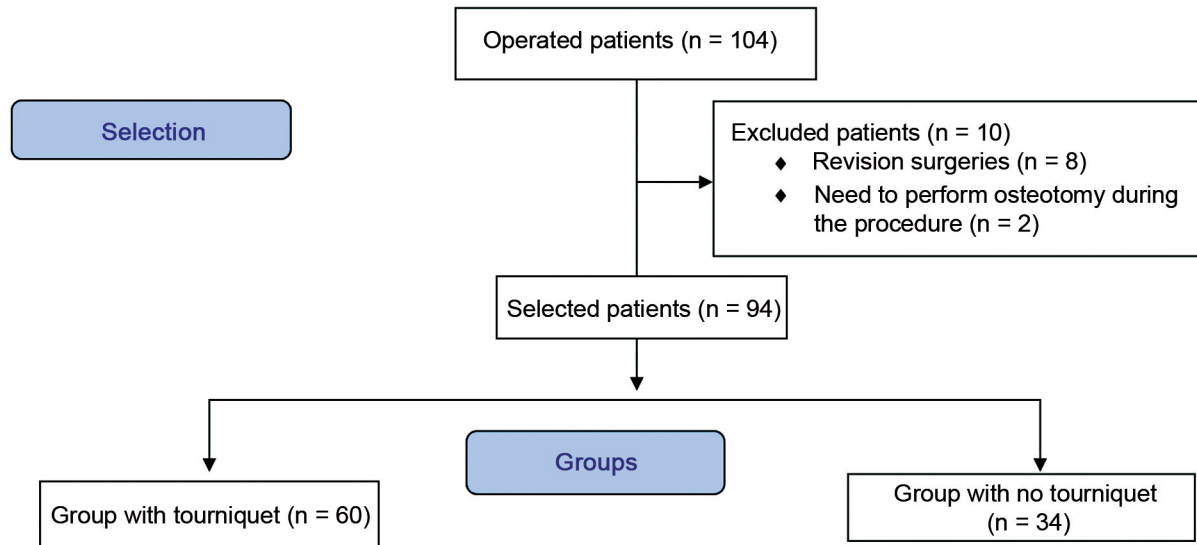 Operated patients (n = 104)
Selection
Excluded patients (n = 10)
♦ Revision surgeries (n = 8)
♦ Need to perform osteotomy during
the procedure (n = 2)
Selected patients (n = 94)
Groups
Group with tourniquet (n = 60)
Group with no tourniquet
(n = 34)